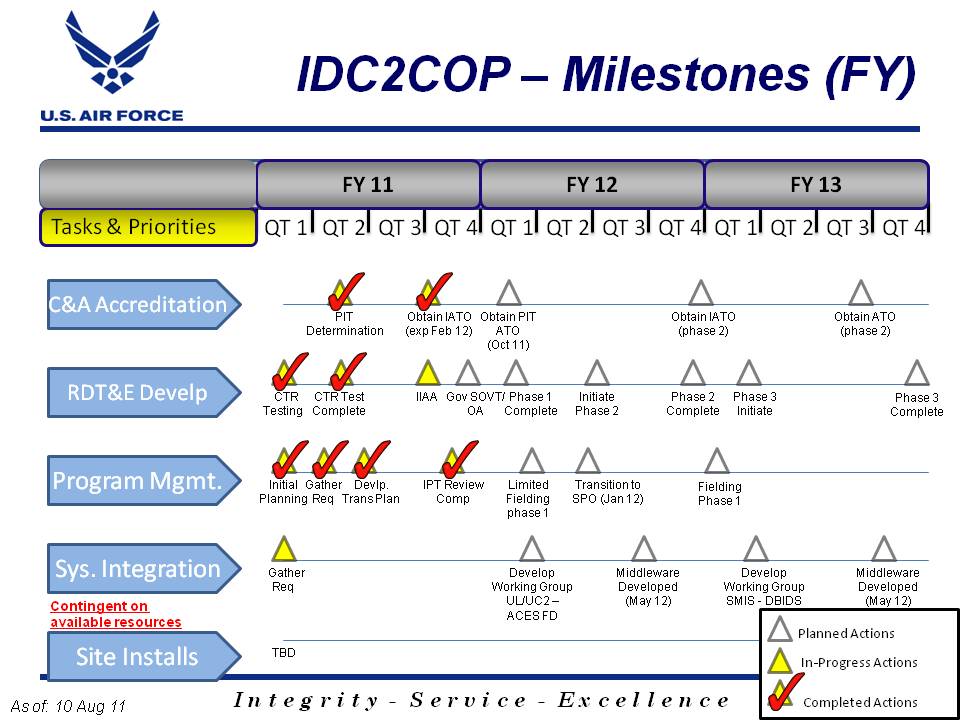 IDC2COP – Milestones (FY)
U.S. AIR FORCE
FY 11 FY 12 FY 13
Tasks & Priorities QT 1 QT 2 QT 3 QT 4 QT 1 QT 2 QT 3 QT 4 QT 1 QT 2 QT 3 QT 4
C&A Accreditation
PIT
Determination
Obtain IATO
(exp Feb 12)
Obtain PIT
ATO
(Oct 11)
Obtain IATO
(phase 2)
Obtain ATO
(phase 2)
RDT&E Develp
CTR
Testing
CTR Test
Complete
IIAA
Gov SOVT/
OA
Phase 1
Complete
Initiate
Phase 2
Phase 2
Complete
Phase 3
Initiate
Phase 3
Complete
Program Mgmt.
Initial
Planning
Gather
Req
Devlp.
Trans Plan
IPT Review
Comp
Limited
Fielding
phase 1
Transition to
SPO (Jan 12)
Fielding
Phase 1
Sys. Integration
Gather
Req
Develop
Working Group
UL/UC2 –
ACES FD
Middleware
Developed
(May 12)
Develop
Working Group
SMIS - DBIDS
Middleware
Developed
(May 12)
Contingent on
available resources
Site Installs
TBD
Planned Actions
In-Progress Actions
Completed Actions
As of: 10 Aug 11
Integrity - Service - Excellence